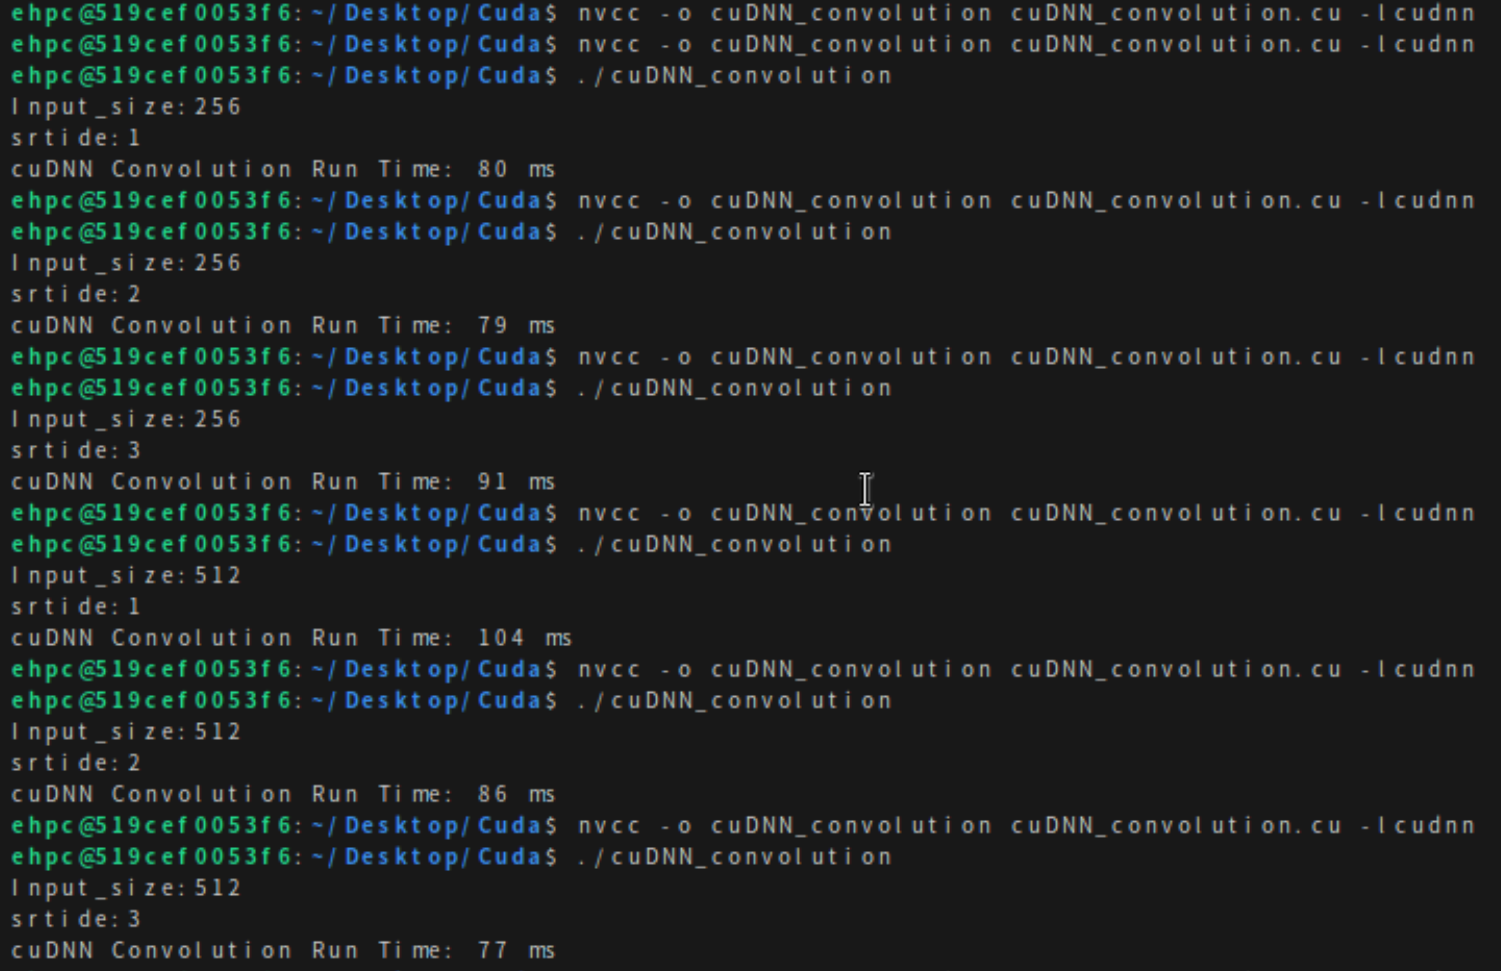 ehpc@519cef0053f6:~/Desktop/Cuda$ nvcc -o cuDNN_convolution cuDNN_convolution.cu -lcudnn
ehpc@519cef0053f6:~/Desktop/Cuda$ nvcc -o cuDNN_convolution cuDNN_convolution.cu -lcudnn
ehpc@519cef0053f6:~/Desktop/Cuda$ ./cuDNN_convolution
Input_size:256
srtide:1
cuDNN Convolution Run Time: 80 ms
ehpc@519cef0053f6:~/Desktop/Cuda$ nvcc -o cuDNN_convolution cuDNN_convolution.cu -lcudnn
ehpc@519cef0053f6:~/Desktop/Cuda$ ./cuDNN_convolution
Input_size:256
srtide:2
cuDNN Convolution Run Time: 79 ms
ehpc@519cef0053f6:~/Desktop/Cuda$ nvcc -o cuDNN_convolution cuDNN_convolution.cu -lcudnn
ehpc@519cef0053f6:~/Desktop/Cuda$ ./cuDNN_convolution
Input_size:256
srtide:3
cuDNN Convolution Run Time: 91 ms
ehpc@519cef0053f6:~/Desktop/Cuda$ nvcc -o cuDNN_convolution cuDNN_convolution.cu -lcudnn
ehpc@519cef0053f6:~/Desktop/Cuda$ ./cuDNN_convolution
Input_size:512
srtide:1
cuDNN Convolution Run Time: 104 ms
ehpc@519cef0053f6:~/Desktop/Cuda$ nvcc -o cuDNN_convolution cuDNN_convolution.cu -lcudnn
ehpc@519cef0053f6:~/Desktop/Cuda$ ./cuDNN_convolution
Input_size:512
srtide:2
cuDNN Convolution Run Time: 86 ms
ehpc@519cef0053f6:~/Desktop/Cuda$ nvcc -o cuDNN_convolution cuDNN_convolution.cu -lcudnn
ehpc@519cef0053f6:~/Desktop/Cuda$ ./cuDNN_convolution
Input_size:512
srtide:3
cuDNN Convolution Run Time: 77 ms